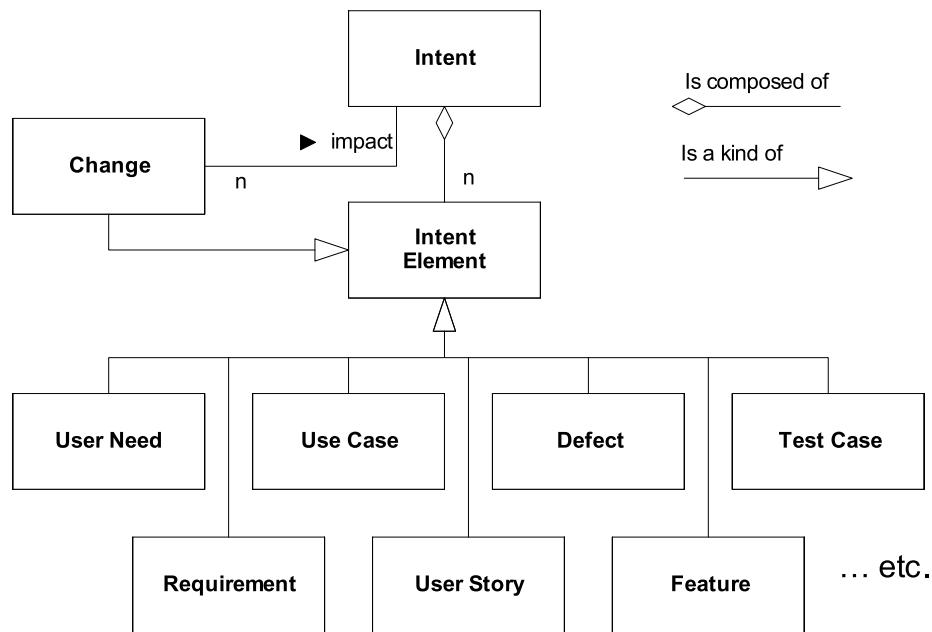 Intent
Is composed of
▶ impact
Change
n
n
Is a kind of
Intent
Element
User Need
Use Case
Defect
Test Case
Requirement
User Story
Feature
... etc.